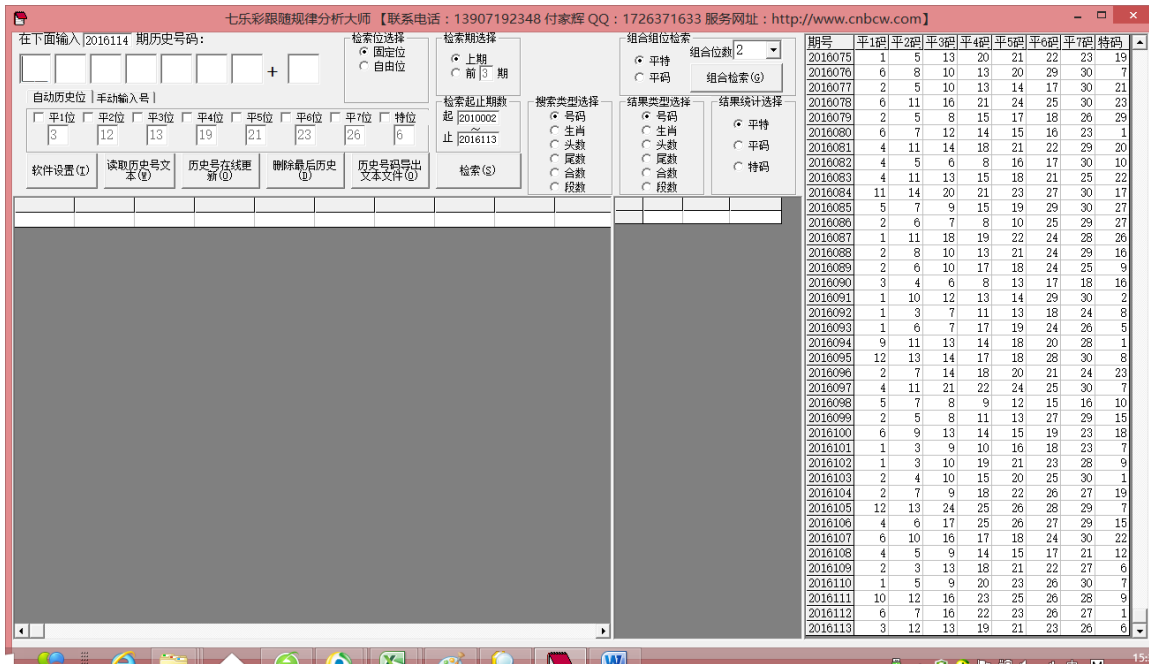 七乐彩跟随规律分析大师 【联系电话：13907192348 付家辉 QQ：1726371633 服务网址：http://www.cnbcw.com】
在下面输入 2016114 期历史号码：
+
自动历史位 手动输入号
平1位 平2位 平3位 平4位 平5位 平6位 平7位 特位
3 12 13 19 21 23 26 6
软件设置(T) 读取历史号文本(W) 历史号在线更新(O) 删除最后历史(D) 历史号码导出文本文件(O)
检索位选择
固定位
自由位
检索期选择
上期
前 3 期
检索起止期数
起 2010002
~
止 2016113
检索(S)
搜索类型选择
号码
生肖
头数
尾数
合数
段数
组合组位检索
平特
平码
组合位数 2
组合检索(G)
结果类型选择
号码
生肖
头数
尾数
合数
段数
结果统计选择
平特
平码
特码
期号 平1码 平2码 平3码 平4码 平5码 平6码 平7码 特码
2016075 1 5 13 20 21 22 23 19
2016076 6 8 10 13 20 29 30 7
2016077 2 5 10 13 14 17 30 21
2016078 6 11 16 21 24 25 30 23
2016079 2 5 8 15 17 18 26 29
2016080 6 7 12 14 15 16 23 1
2016081 4 11 14 18 21 22 29 20
2016082 4 5 6 8 16 17 30 10
2016083 4 11 13 15 18 21 25 22
2016084 11 14 20 21 23 27 30 17
2016085 5 7 9 15 19 29 30 27
2016086 2 6 7 8 10 25 29 27
2016087 1 11 18 19 22 24 28 26
2016088 2 8 10 13 21 24 29 16
2016089 2 6 10 17 18 24 25 9
2016090 3 4 6 8 13 17 18 16
2016091 1 10 12 13 14 29 30 2
2016092 1 3 7 11 13 18 24 8
2016093 1 6 7 17 19 24 26 5
2016094 9 11 13 14 18 20 28 1
2016095 12 13 14 17 18 28 30 8
2016096 2 7 14 18 20 21 24 23
2016097 4 11 21 22 24 25 30 7
2016098 5 7 8 9 12 15 16 10
2016099 2 5 8 11 13 27 29 15
2016100 6 9 13 14 15 19 23 18
2016101 1 3 9 10 16 18 23 7
2016102 1 3 10 19 21 23 28 9
2016103 2 4 10 15 20 25 30 1
2016104 2 7 9 18 22 26 27 19
2016105 12 13 24 25 26 28 29 7
2016106 4 6 17 25 26 27 29 15
2016107 6 10 16 17 18 24 30 22
2016108 4 5 9 14 15 17 21 12
2016109 2 3 13 18 21 22 27 6
2016110 1 5 9 20 23 26 30 7
2016111 10 12 16 23 25 26 28 9
2016112 6 7 16 22 23 26 27 1
2016113 3 12 13 19 21 23 26 6